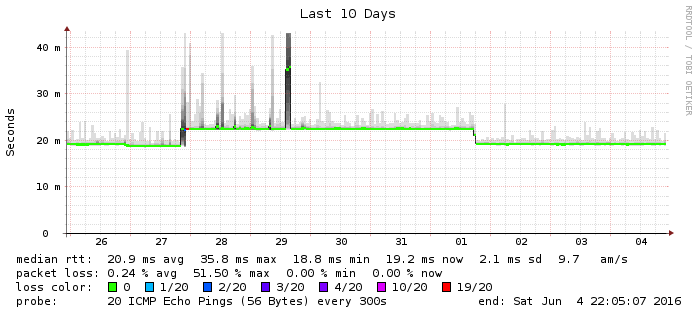 Last 10 Days
RRDTOOL / TOBI OETIKER
Seconds
40 m
30 m
20 m
10 m
0
26 27 28 29 30 31 01 02 03 04
median rtt: 20.9 ms avg 35.8 ms max 18.8 ms min 19.2 ms now 2.1 ms sd 9.7 am/s
packet loss: 0.24 % avg 51.50 % max 0.00 % min 0.00 % now
loss color: 0 1/20 2/20 3/20 4/20 10/20 19/20
probe: 20 ICMP Echo Pings (56 Bytes) every 300s end: Sat Jun 4 22:05:07 2016